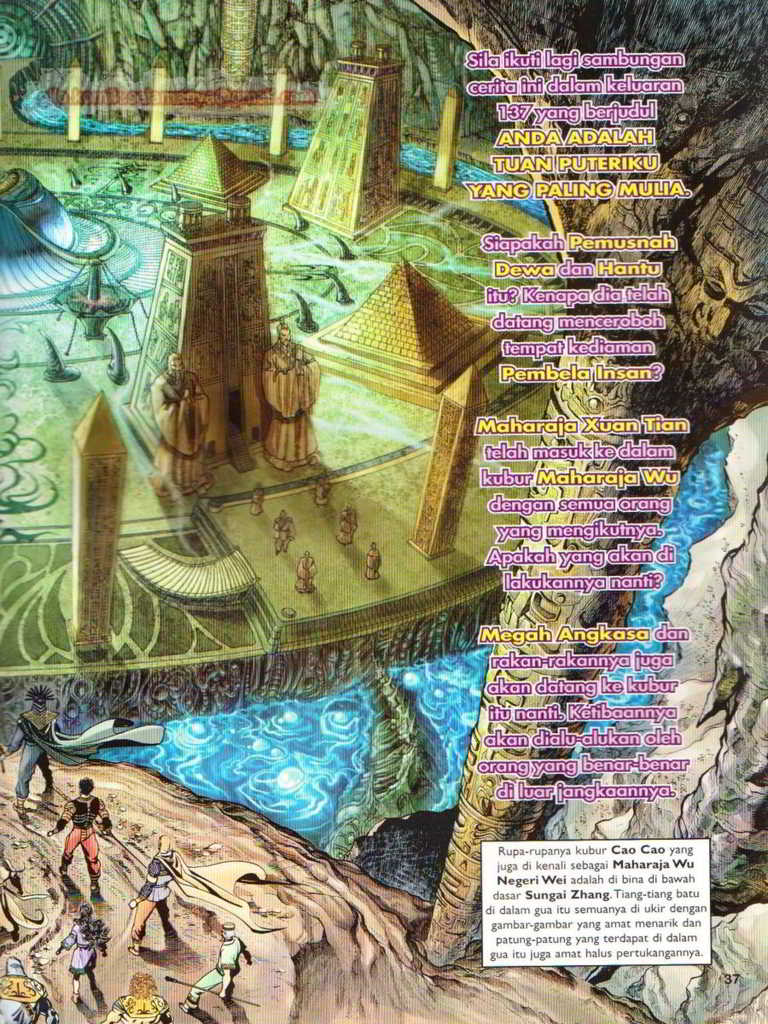 Sila ikuti lagi sambungan
cerita ini dalam keluaran
137 yang berjudul
ANDA ADALAH
TUAN PUTERIKU
YANG PALING MULIA.
Siapakah Pemusnah
Dewa dan Hantu
itu? Kenapa dia telah
datang menceroboh
tempat kediaman
Pembela Insan?
Maharaja Xuan Tian
telah masuk ke dalam
kubur Maharaja Wu
dengan semua orang
yang mengikutnya.
Apakah yang akan di
lakukannya nanti?
Megah Angkasa dan
rakan-rakannya juga
akan datang ke kubur
itu nanti. Ketibaannya
akan dialu-alukan oleh
orang yang benar-benar
di luar jangkaannya.
Rupa-rupanya kubur Cao Cao yang
juga di kenali sebagai Maharaja Wu
Negeri Wei adalah di bina di bawah
dasar Sungai Zhang. Tiang-tiang batu
di dalam gua itu semuanya di ukir dengan
gambar-gambar yang amat menarik dan
patung-patung yang terdapat di dalam
gua itu juga amat halus pertukangannya.
37